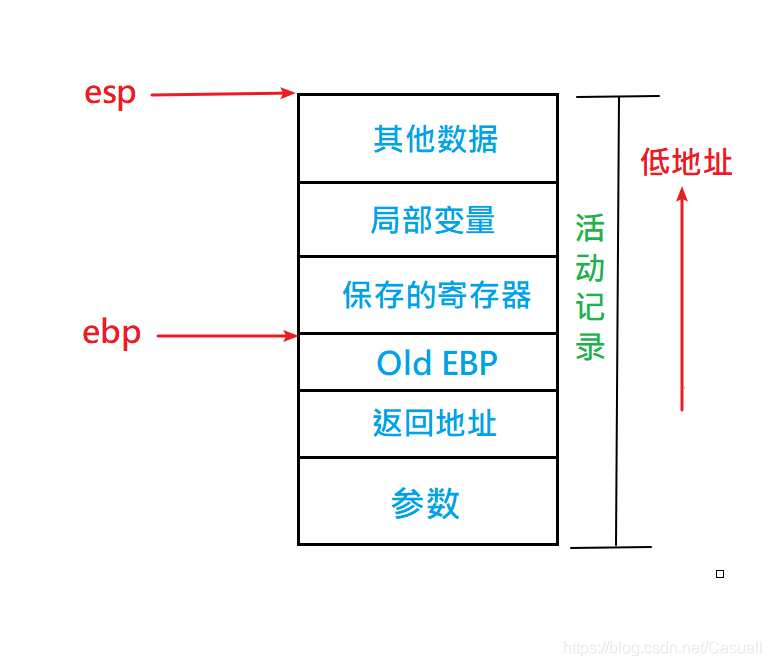 esp
其他数据
低地址
局部变量
活动记录
保存的寄存器
ebp
Old EBP
返回地址
参数
https://blog.csdn.net/Casuall